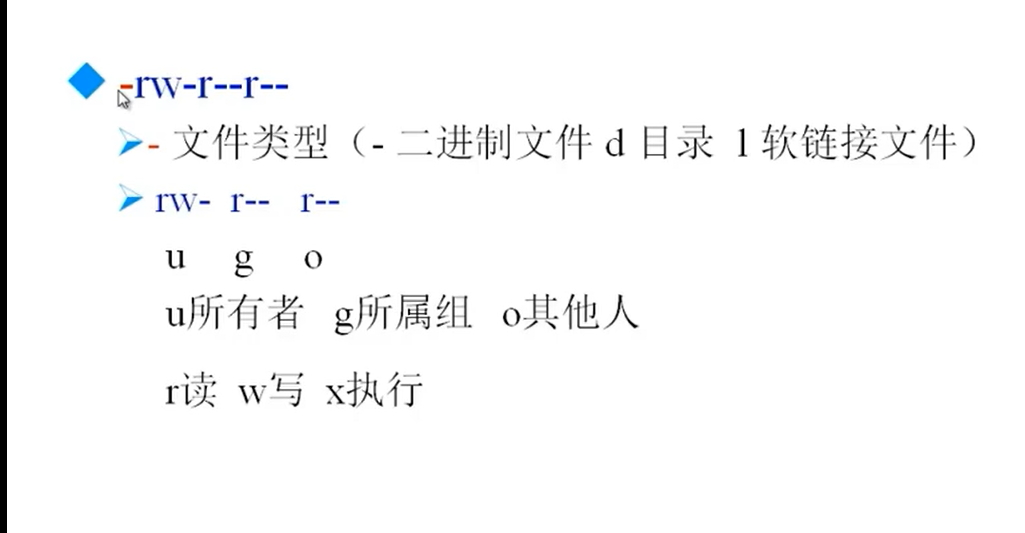 -rw-r--r--
- 文件类型（- 二进制文件 d 目录 l 软链接文件）
rw- r-- r--
u g o
u所有者 g所属组 o其他人
r读 w写 x执行